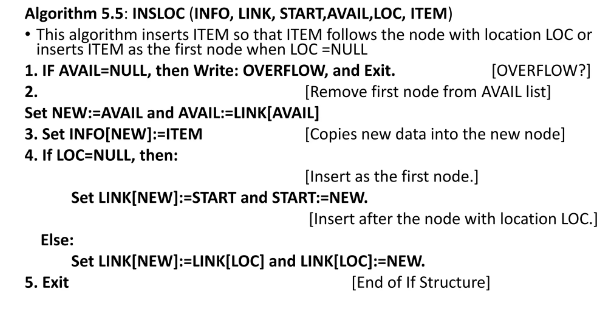 Algorithm 5.5: INSLOC (INFO, LINK, START,AVAIL,LOC, ITEM)
• This algorithm inserts ITEM so that ITEM follows the node with location LOC or
inserts ITEM as the first node when LOC =NULL
1. IF AVAIL=NULL, then Write: OVERFLOW, and Exit. [OVERFLOW?]
2. [Remove first node from AVAIL list]
Set NEW:=AVAIL and AVAIL:=LINK[AVAIL]
3. Set INFO[NEW]:=ITEM [Copies new data into the new node]
4. If LOC=NULL, then:
[Insert as the first node.]
Set LINK[NEW]:=START and START:=NEW.
[Insert after the node with location LOC.]
Else:
Set LINK[NEW]:=LINK[LOC] and LINK[LOC]:=NEW.
5. Exit [End of If Structure]